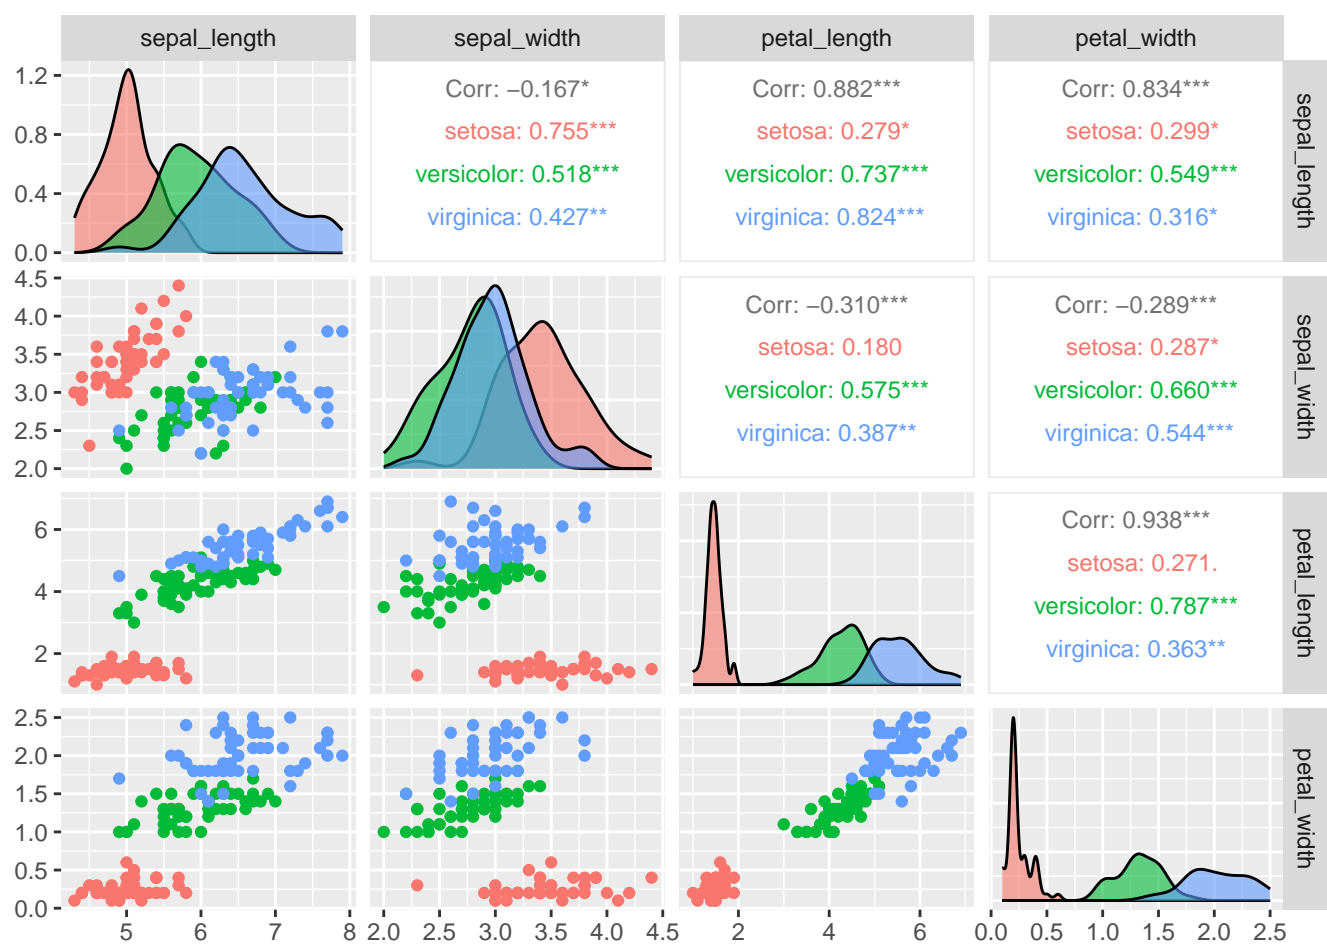 sepal_length
sepal_width
petal_length
petal_width
1.2
0.8
0.4
0.0
Corr: −0.167*
setosa: 0.755***
versicolor: 0.518***
virginica: 0.427**
Corr: 0.882***
setosa: 0.279*
versicolor: 0.737***
virginica: 0.824***
Corr: 0.834***
setosa: 0.299*
versicolor: 0.549***
virginica: 0.316*
sepal_length
4.5
4.0
3.5
3.0
2.5
2.0
Corr: −0.310***
setosa: 0.180
versicolor: 0.575***
virginica: 0.387**
Corr: −0.289***
setosa: 0.287*
versicolor: 0.660***
virginica: 0.544***
sepal_width
6
4
2
Corr: 0.938***
setosa: 0.271.
versicolor: 0.787***
virginica: 0.363**
petal_length
2.5
2.0
1.5
1.0
0.5
0.0
petal_width
5 6 7 8
2.0 2.5 3.0 3.5 4.0 4.5
2 4 6
0.0 0.5 1.0 1.5 2.0 2.5